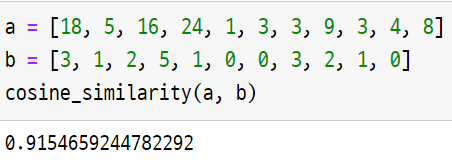 a = [18, 5, 16, 24, 1, 3, 3, 9, 3, 4, 8]
b = [3, 1, 2, 5, 1, 0, 0, 3, 2, 1, 0]
cosine_similarity(a, b)
0.9154659244782292